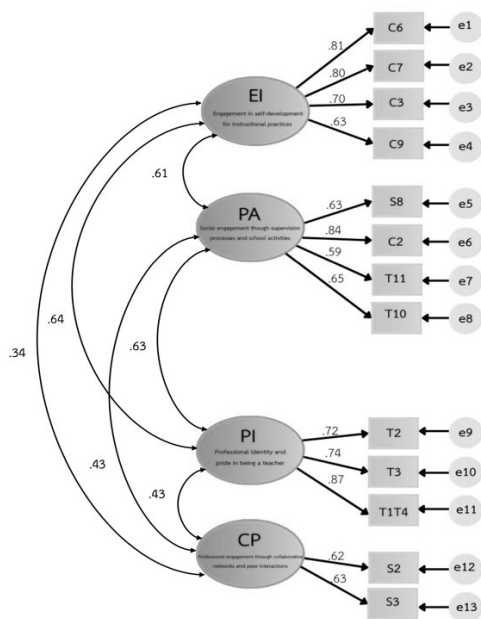 C6
e1
.81
EI
Engagement in self-development
for instructional practices
.80
C7
e2
.70
C3
e3
.63
C9
e4
.61
PA
Social engagement though supervision
processes and school activities
.63
S8
e5
.84
C2
e6
.59
T11
e7
.65
T10
e8
.34
.64
.63
.43
.43
PI
Professional Identity and
pride in being a teacher
.72
T2
e9
.74
T3
e10
.87
T1T4
e11
CP
Professional engagement through collaborative
networks and peer interactions
.62
S2
e12
.63
S3
e13